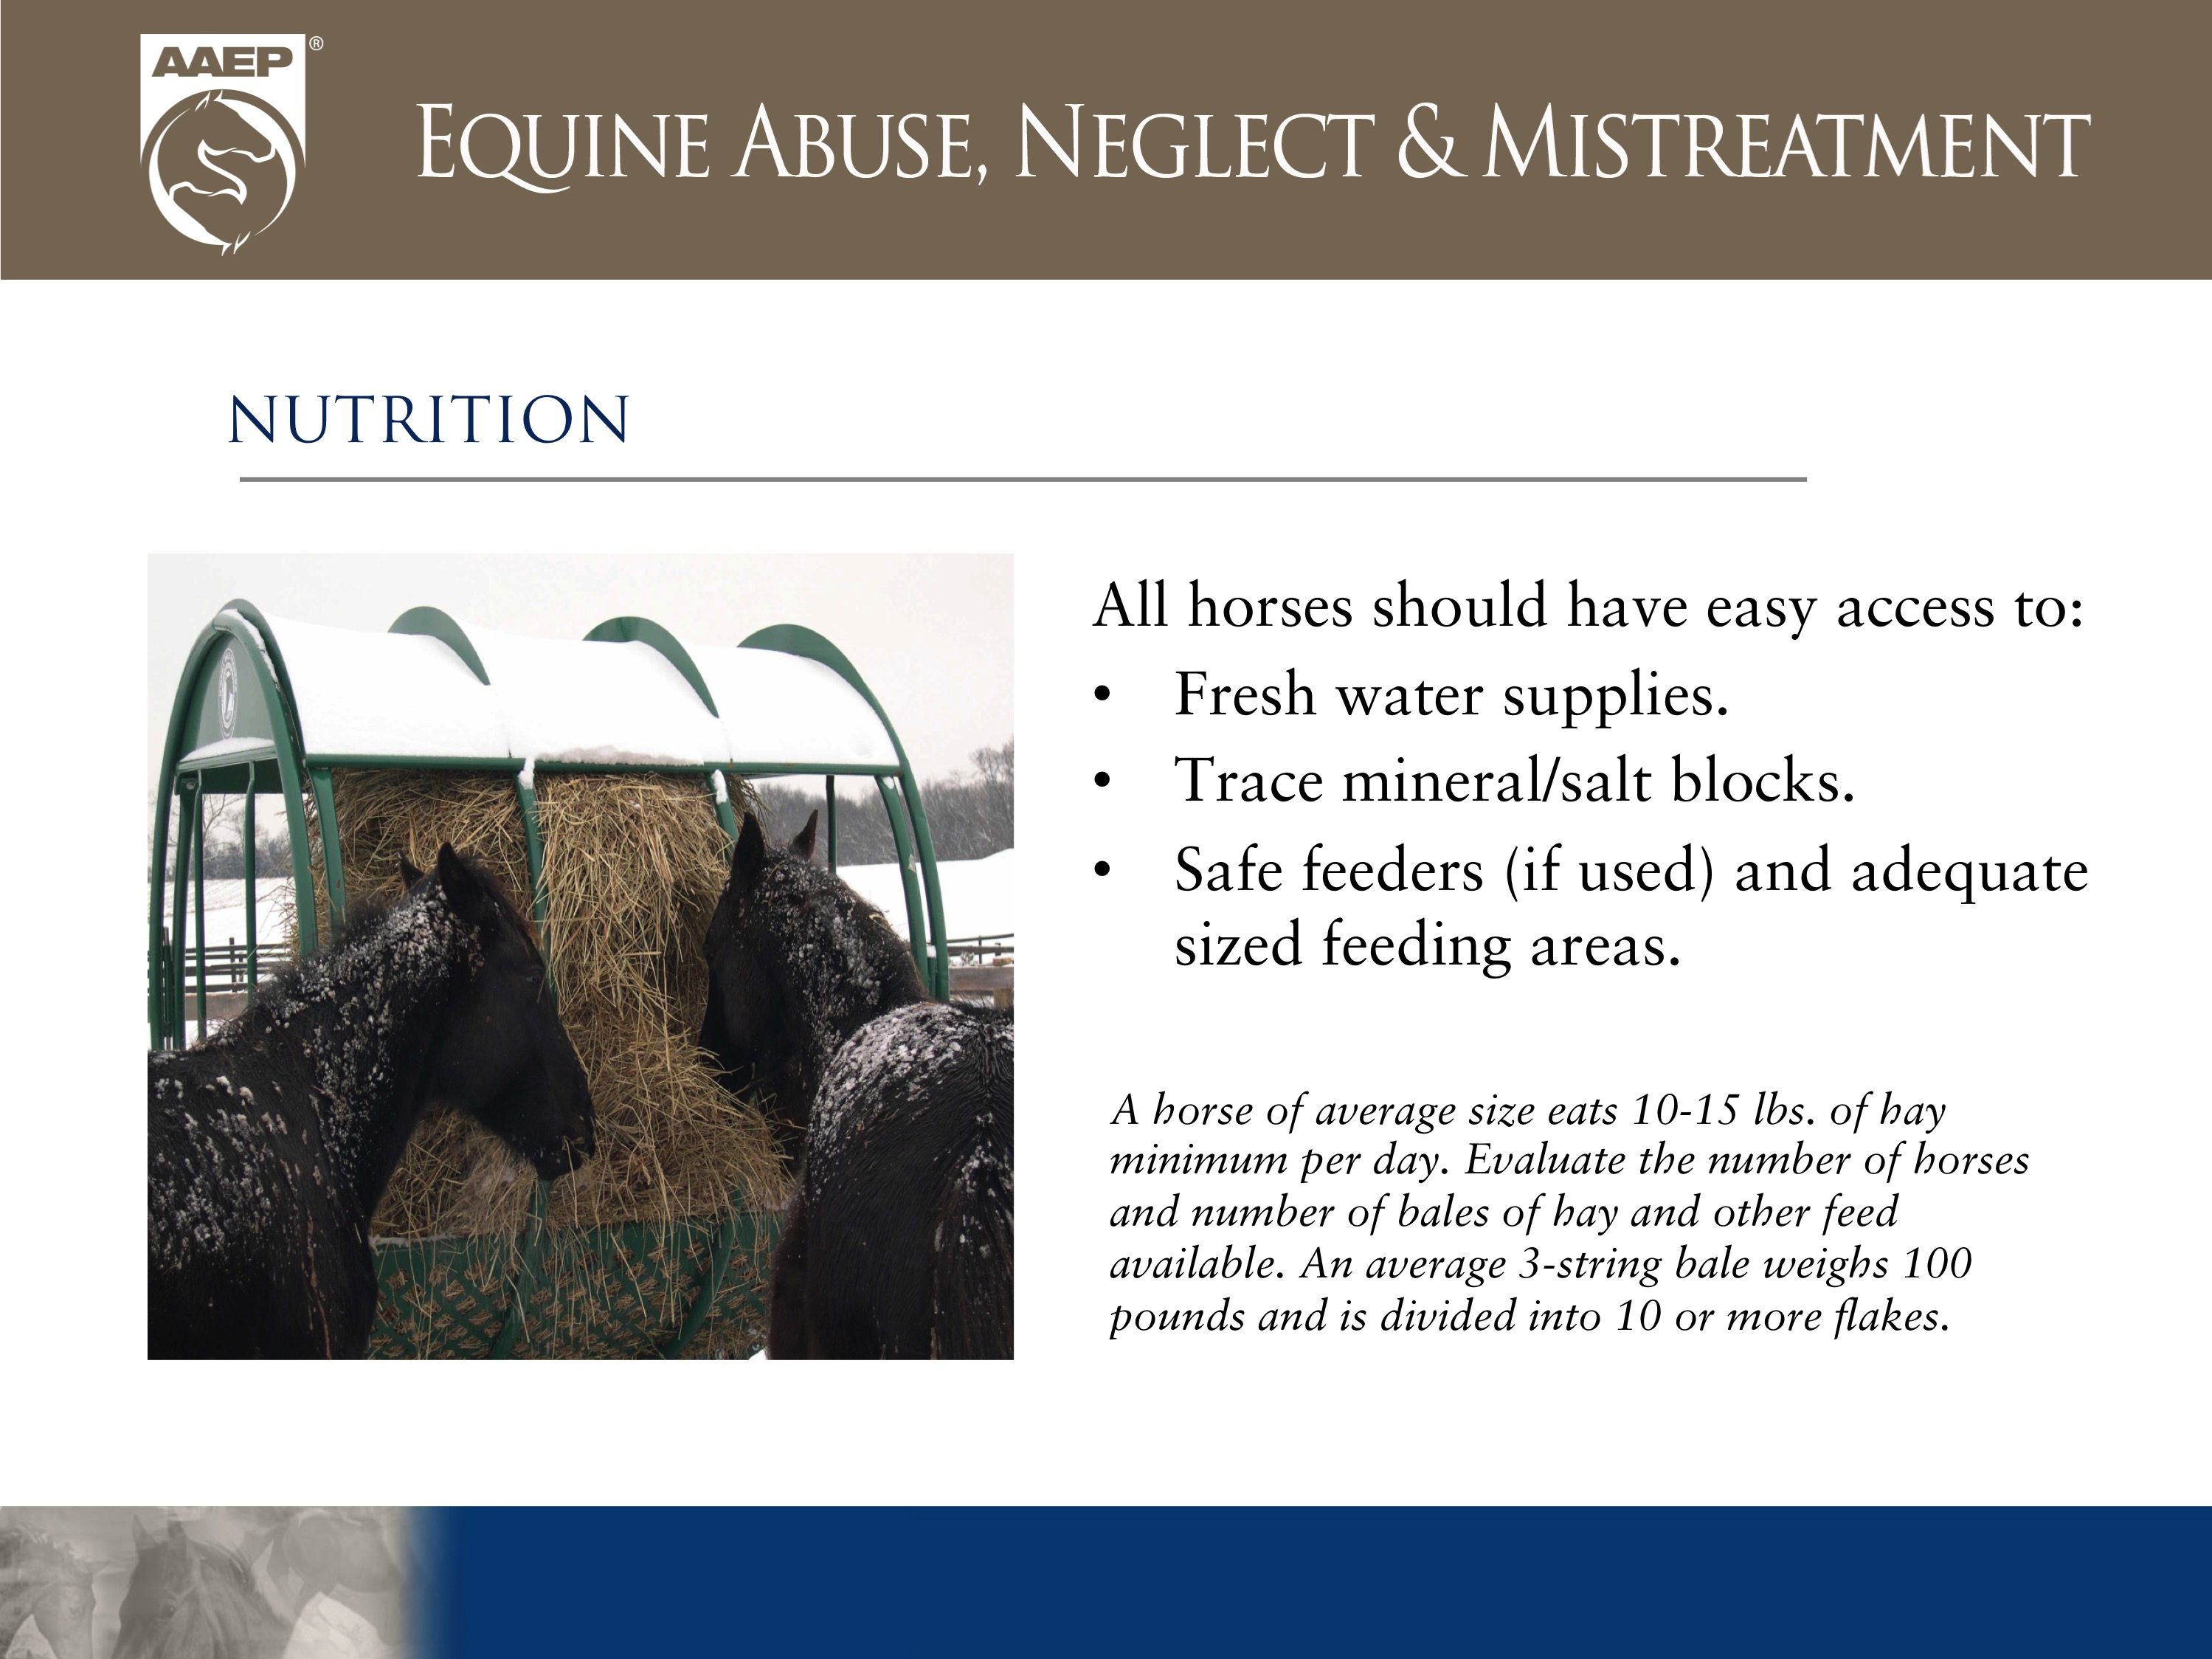 AAEP ®
EQUINE ABUSE, NEGLECT & MISTREATMENT
NUTRITION
All horses should have easy access to:
• Fresh water supplies.
• Trace mineral/salt blocks.
• Safe feeders (if used) and adequate
sized feeding areas.
A horse of average size eats 10-15 lbs. of hay
minimum per day. Evaluate the number of horses
and number of bales of hay and other feed
available. An average 3-string bale weighs 100
pounds and is divided into 10 or more flakes.